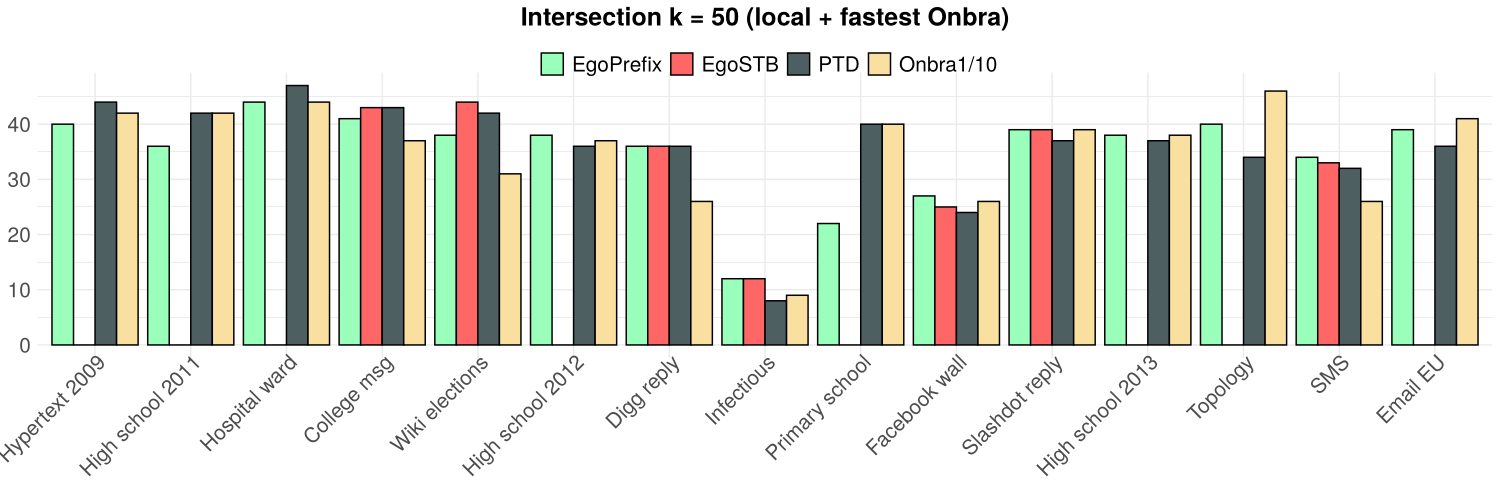 Intersection k = 50 (local + fastest Onbra)
EgoPrefix EgoSTB PTD Onbra1/10
40
30
20
10
0
Hypertext 2009
High school 2011
Hospital ward
College msg
Wiki elections
High school 2012
Digg reply
Infectious
Primary school
Facebook wall
Slashdot reply
High school 2013
Topology
SMS
Email EU